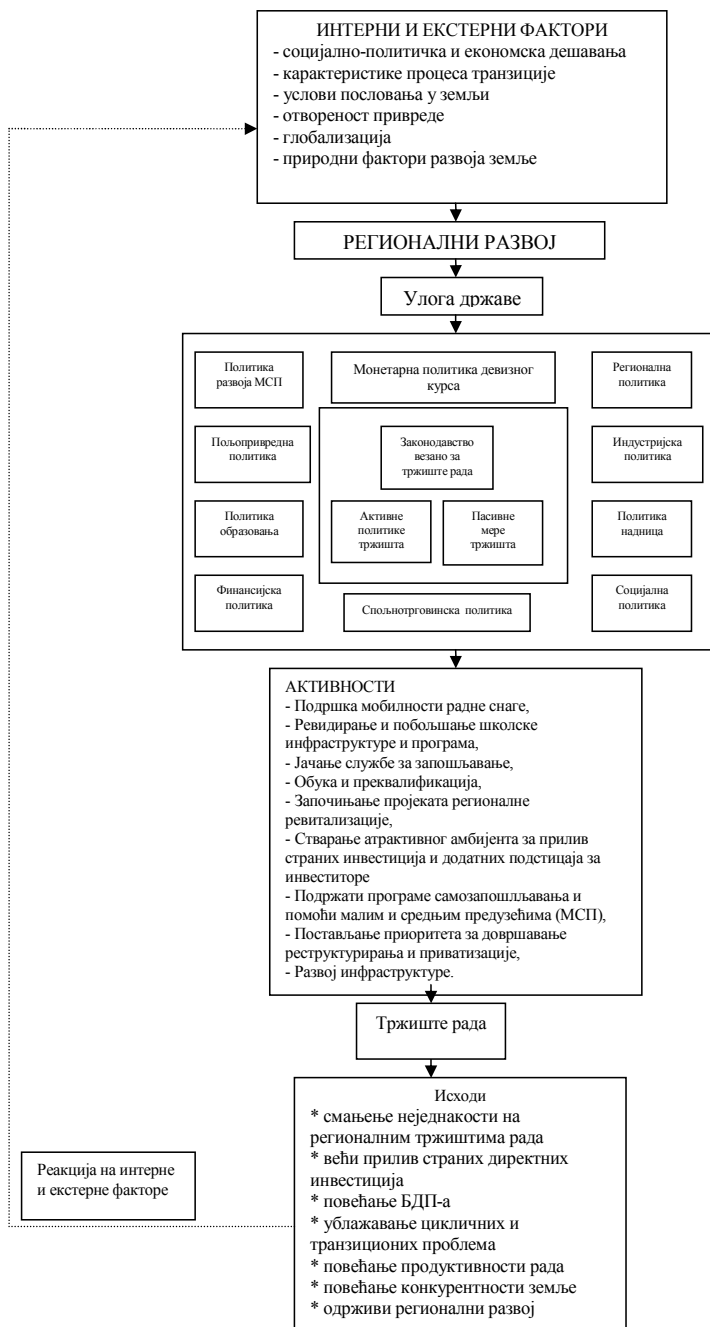 ИНТЕРНИ И ЕКСТЕРНИ ФАКТОРИ
- социјално-политичка и економска дешавања
- карактеристике процеса транзиције
- услови пословања у земљи
- отвореност привреде
- глобализација
- природни фактори развоја земље
РЕГИОНАЛНИ РАЗВОЈ
Улога државе
Политика
развоја МСП
Монетарна политика девизног
курса
Регионална
политика
Пољопривредна
политика
Законодавство
везано за
тржиште рада
Индустријска
политика
Политика
образовања
Активне
политике
тржишта
Пасивне
мере
тржишта
Политика
надница
Финансијска
политика
Спољнотрговинска политика
Социјална
политика
АКТИВНОСТИ
- Подршка мобилности радне снаге,
- Ревидирање и побољшање школске
инфраструктуре и програма,
- Јачање службе за запошљавање,
- Обука и преквалификација,
- Започињање пројеката регионалне
ревитализације,
- Стварање атрактивног амбијента за прилив
страних инвестиција и додатних подстицаја за
инвеститоре
- Подржати програме самозапошлљавања и
помоћи малим и средњим предузећима (МСП),
- Постављање приоритета за довршавање
реструктурирања и приватизације,
- Развој инфраструктуре.
Тржиште рада
Исходи
* смањење неједнакости на
регионалним тржиштима рада
* већи прилив страних директних
инвестиција
* повећање БДП-а
* ублажавање цикличних и
транзиционих проблема
* повећање продуктивности рада
* повећање конкурентности земље
* одрживи регионални развој
Реакција на интерне
и екстерне факторе